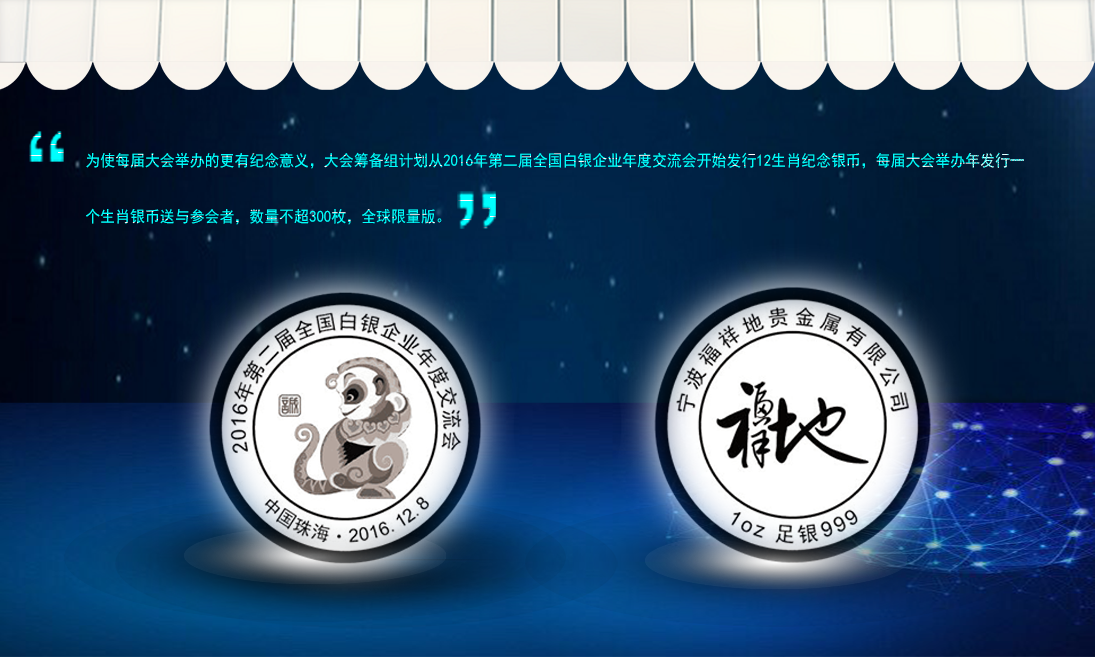 为使每届大会举办的更有纪念意义，大会筹备组计划从2016年第二届全国白银企业年度交流会开始发行12生肖纪念银币，每届大会举办年发行一
个生肖银币送与参会者，数量不超300枚，全球限量版。
2016年第二届全国白银企业年度交流会
中国珠海·2016.12.8
宁波福祥地贵金属有限公司
福祥地
1oz 足银999